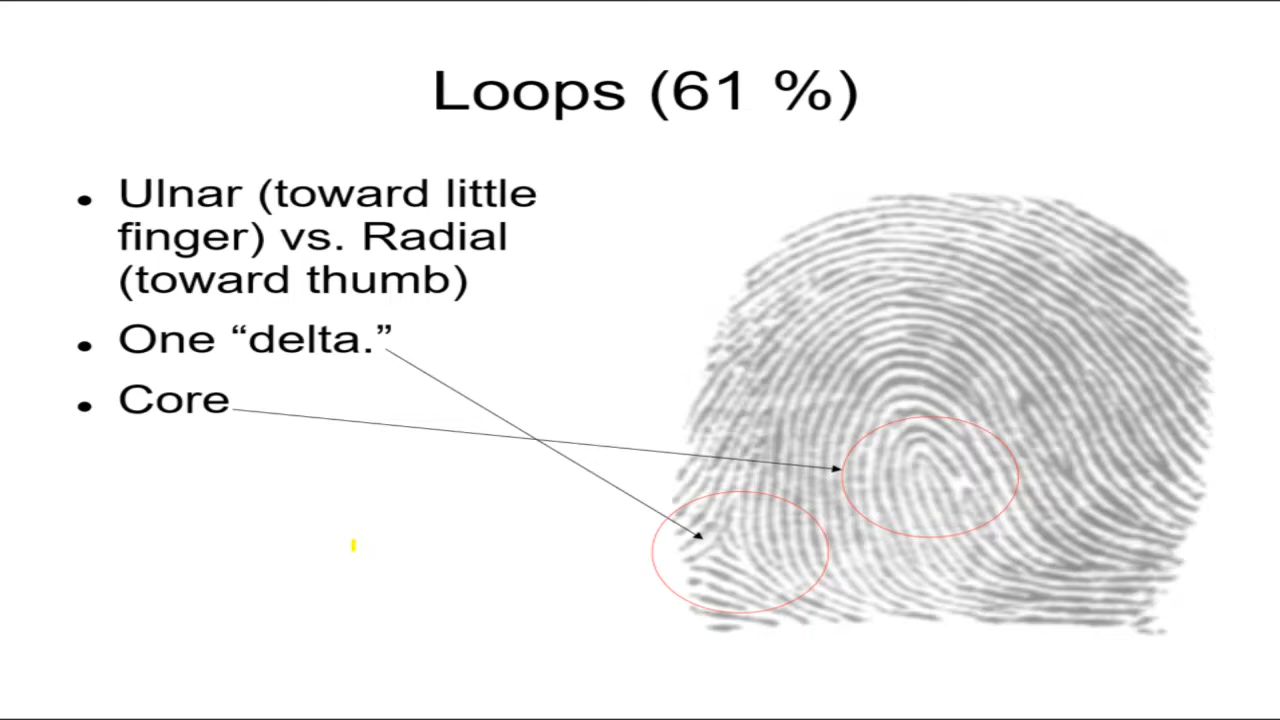 Loops (61 %)
• Ulnar (toward little
finger) vs. Radial
(toward thumb)
• One “delta.”
• Core